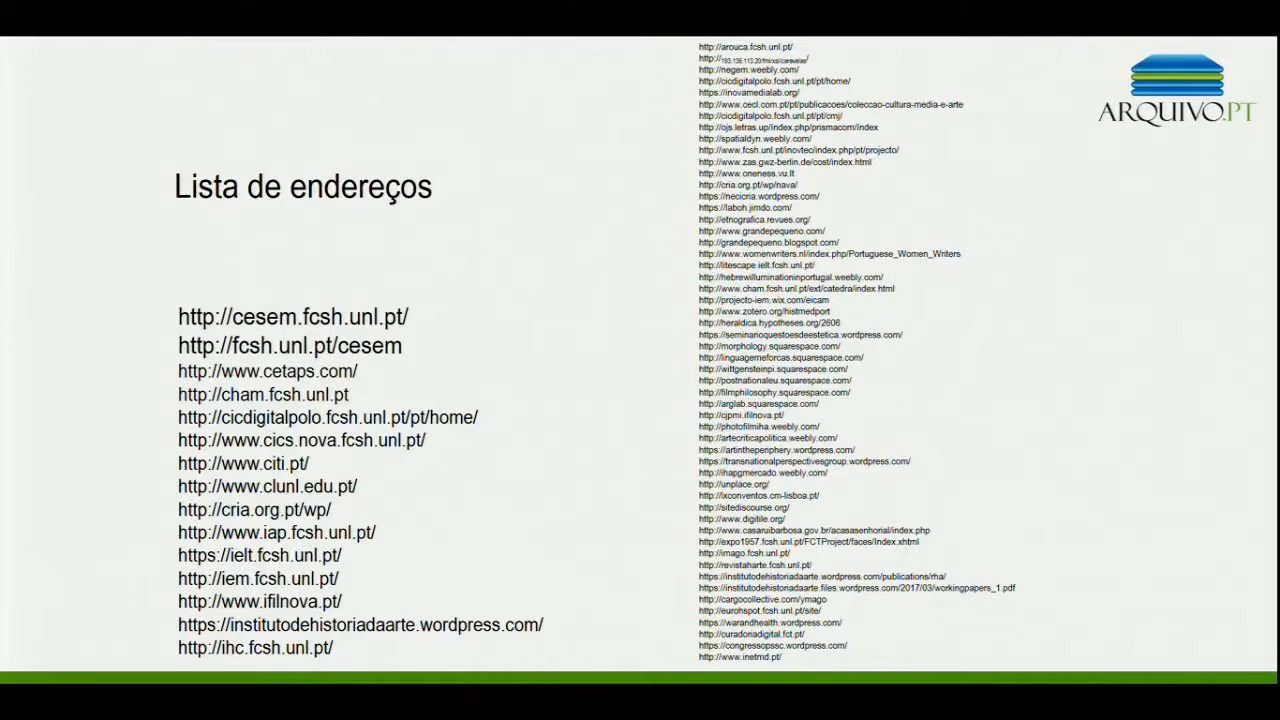 Lista de endereços
http://cesem.fcsh.unl.pt/
http://fcsh.unl.pt/cesem
http://www.cetaps.com/
http://cham.fcsh.unl.pt
http://cicdigitalpolo.fcsh.unl.pt/pt/home/
http://www.cics.nova.fcsh.unl.pt/
http://www.citi.pt/
http://www.clunl.edu.pt/
http://cria.org.pt/wp/
http://www.iap.fcsh.unl.pt/
https://ielt.fcsh.unl.pt/
http://iem.fcsh.unl.pt/
http://www.ifilnova.pt/
https://institutodehistoriadaarte.wordpress.com/
http://ihc.fcsh.unl.pt/
http://arouca.fcsh.unl.pt/
http://193.136.113.20/fmi/xsl/caravelas/
http://negem.weebly.com/
http://cicdigitalpolo.fcsh.unl.pt/pt/home/
https://inovamedialab.org/
http://www.cecl.com.pt/pt/publicacoes/coleccao-cultura-media-e-arte
http://cicdigitalpolo.fcsh.unl.pt/pt/cmj/
http://ojs.letras.up/index.php/prismacom/index
http://spatialdyn.weebly.com/
http://www.fcsh.unl.pt/inovtec/index.php/pt/projecto/
http://www.zas.gwz-berlin.de/cost/index.html
http://www.oneness.vu.lt
http://cria.org.pt/wp/nava/
https://necicria.wordpress.com/
https://laboh.jimdo.com/
http://etnografica.revues.org/
http://www.grandepequeno.com/
http://grandepequeno.blogspot.com/
http://www.womenwriters.nl/index.php/Portuguese_Women_Writers
http://litescape.ielt.fcsh.unl.pt/
http://hebrewilluminationinportugal.weebly.com/
http://www.cham.fcsh.unl.pt/ext/catedra/index.html
http://projecto-iem.wix.com/eicam
http://www.zotero.org/histmedport
http://heraldica.hypotheses.org/2606
https://seminarioquestoesdeestetica.wordpress.com/
http://morphology.squarespace.com/
http://linguagememforcas.squarespace.com/
http://wittgensteinpi.squarespace.com/
http://postnationaleu.squarespace.com/
http://filmphilosophy.squarespace.com/
http://arglab.squarespace.com/
http://cjpmi.ifilnova.pt/
http://photofilmiha.weebly.com/
http://artecriticapolitica.weebly.com/
https://artintheperiphery.wordpress.com/
https://transnationalperspectivesgroup.wordpress.com/
http://ihapgmercado.weebly.com/
http://unplace.org/
http://lxconventos.cm-lisboa.pt/
http://sitediscourse.org/
http://www.digitile.org/
http://www.casaruibarbosa.gov.br/acasasenhorial/index.php
http://expo1957.fcsh.unl.pt/FCTProject/faces/Index.xhtml
http://imago.fcsh.unl.pt/
http://revistaharte.fcsh.unl.pt/
https://institutodehistoriadaarte.wordpress.com/publications/rha/
https://institutodehistoriadaarte.files.wordpress.com/2017/03/workingpapers_1.pdf
http://cargocollective.com/ymago
http://eurohspot.fcsh.unl.pt/site/
https://warandhealth.wordpress.com/
http://curadoriadigital.fct.pt/
https://congressopssc.wordpress.com/
http://www.inetmd.pt/
ARQUIVO.PT